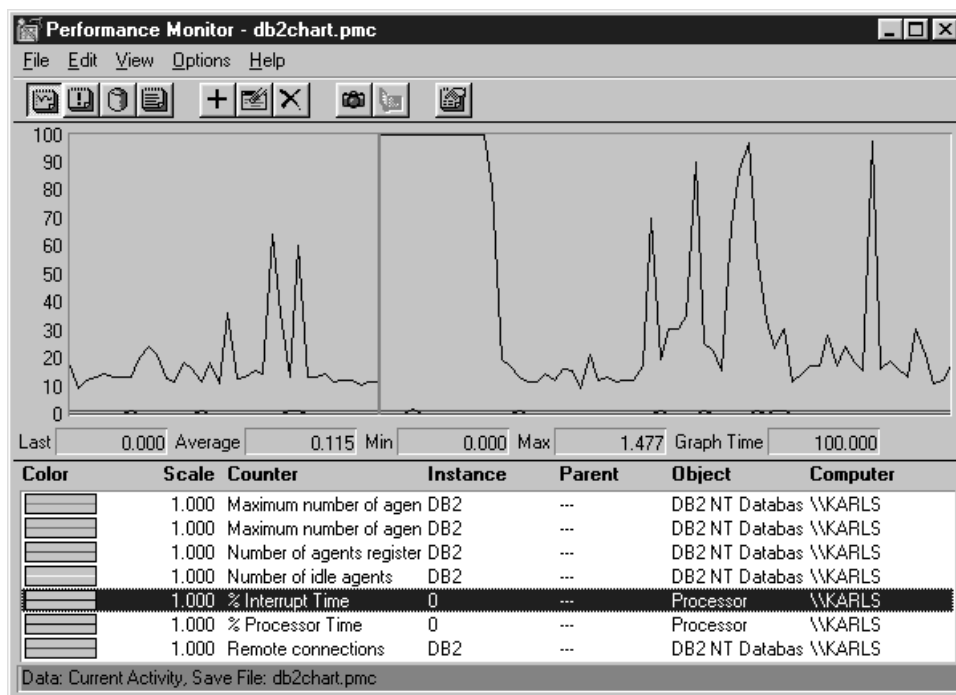 Performance Monitor - db2chart.pmc
File Edit View Options Help
100
90
80
70
60
50
40
30
20
10
0
Last 0.000 Average 0.115 Min 0.000 Max 1.477 Graph Time 100.000
Color Scale Counter Instance Parent Object Computer
1.000 Maximum number of agen DB2 --- DB2 NT Databas \\KARLS
1.000 Maximum number of agen DB2 --- DB2 NT Databas \\KARLS
1.000 Number of agents register DB2 --- DB2 NT Databas \\KARLS
1.000 Number of idle agents DB2 --- DB2 NT Databas \\KARLS
1.000 % Interrupt Time 0 --- Processor \\KARLS
1.000 % Processor Time 0 --- Processor \\KARLS
1.000 Remote connections DB2 --- DB2 NT Databas \\KARLS
Data: Current Activity, Save File: db2chart.pmc